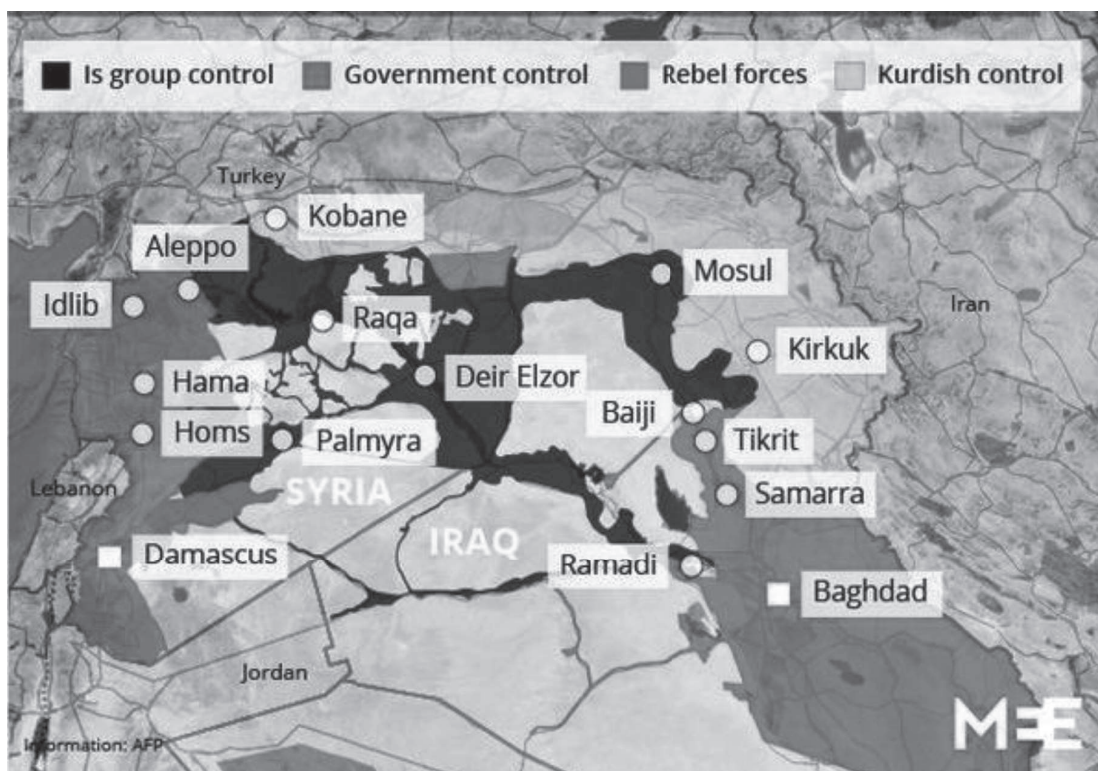 Is group control
Government control
Rebel forces
Kurdish control
Turkey
Kobane
Aleppo
Mosul
Idlib
Raqa
Iran
Kirkuk
Hama
Deir Elzor
Baiji
Homs
Palmyra
Tikrit
Lebanon
SYRIA
Samarra
IRAQ
Damascus
Ramadi
Baghdad
Jordan
MEE
Information: AFP